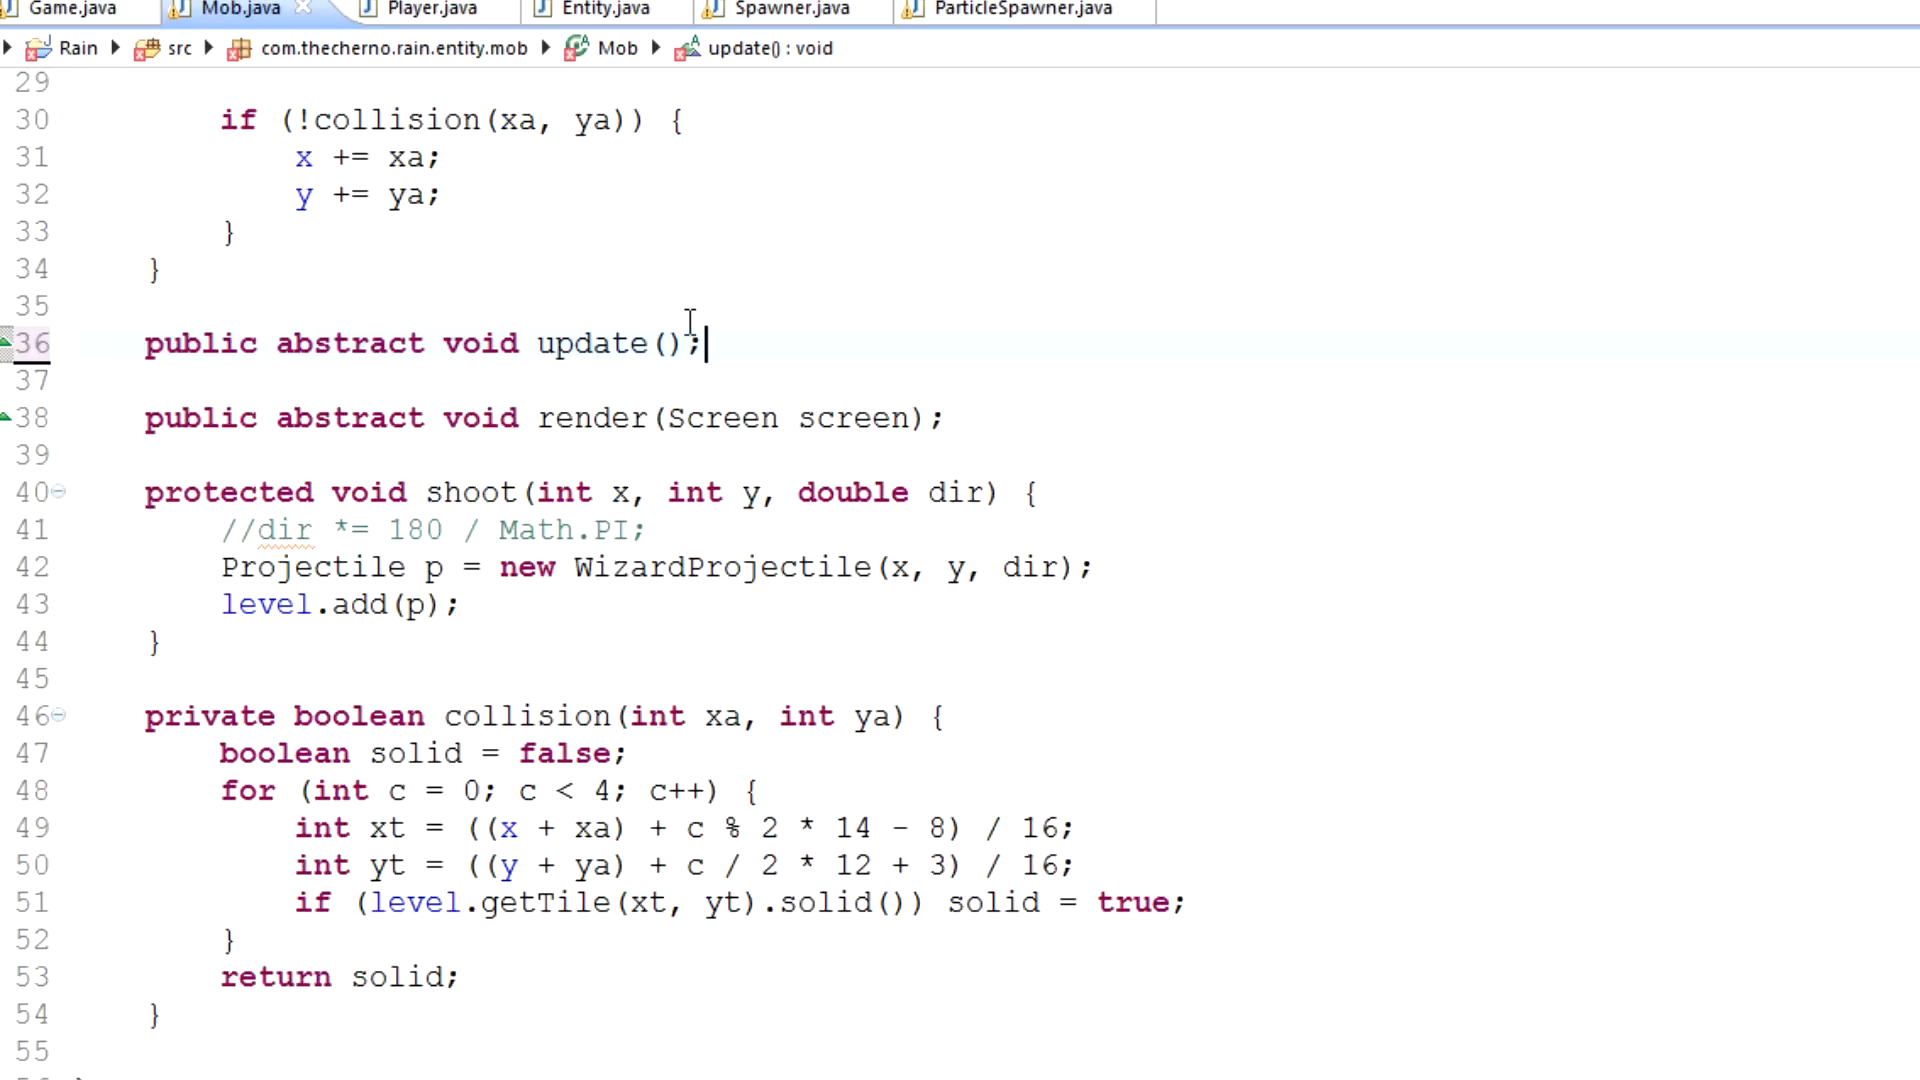 Game.java Mob.java Player.java Entity.java Spawner.java ParticleSpawner.java
Rain src com.thecherno.rain.entity.mob Mob update() : void
29
30 if (!collision(xa, ya)) {
31 x += xa;
32 y += ya;
33 }
34 }
35
36 public abstract void update();
37
38 public abstract void render(Screen screen);
39
40 protected void shoot(int x, int y, double dir) {
41 //dir *= 180 / Math.PI;
42 Projectile p = new WizardProjectile(x, y, dir);
43 level.add(p);
44 }
45
46 private boolean collision(int xa, int ya) {
47 boolean solid = false;
48 for (int c = 0; c < 4; c++) {
49 int xt = ((x + xa) + c % 2 * 14 - 8) / 16;
50 int yt = ((y + ya) + c / 2 * 12 + 3) / 16;
51 if (level.getTile(xt, yt).solid()) solid = true;
52 }
53 return solid;
54 }
55